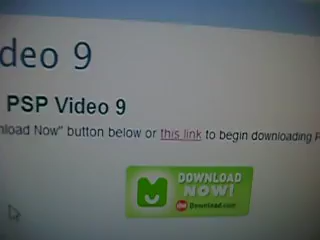 deo 9
PSP Video 9
nload Now" button below or this link to begin downloading P
DOWNLOAD
NOW!
Download.com